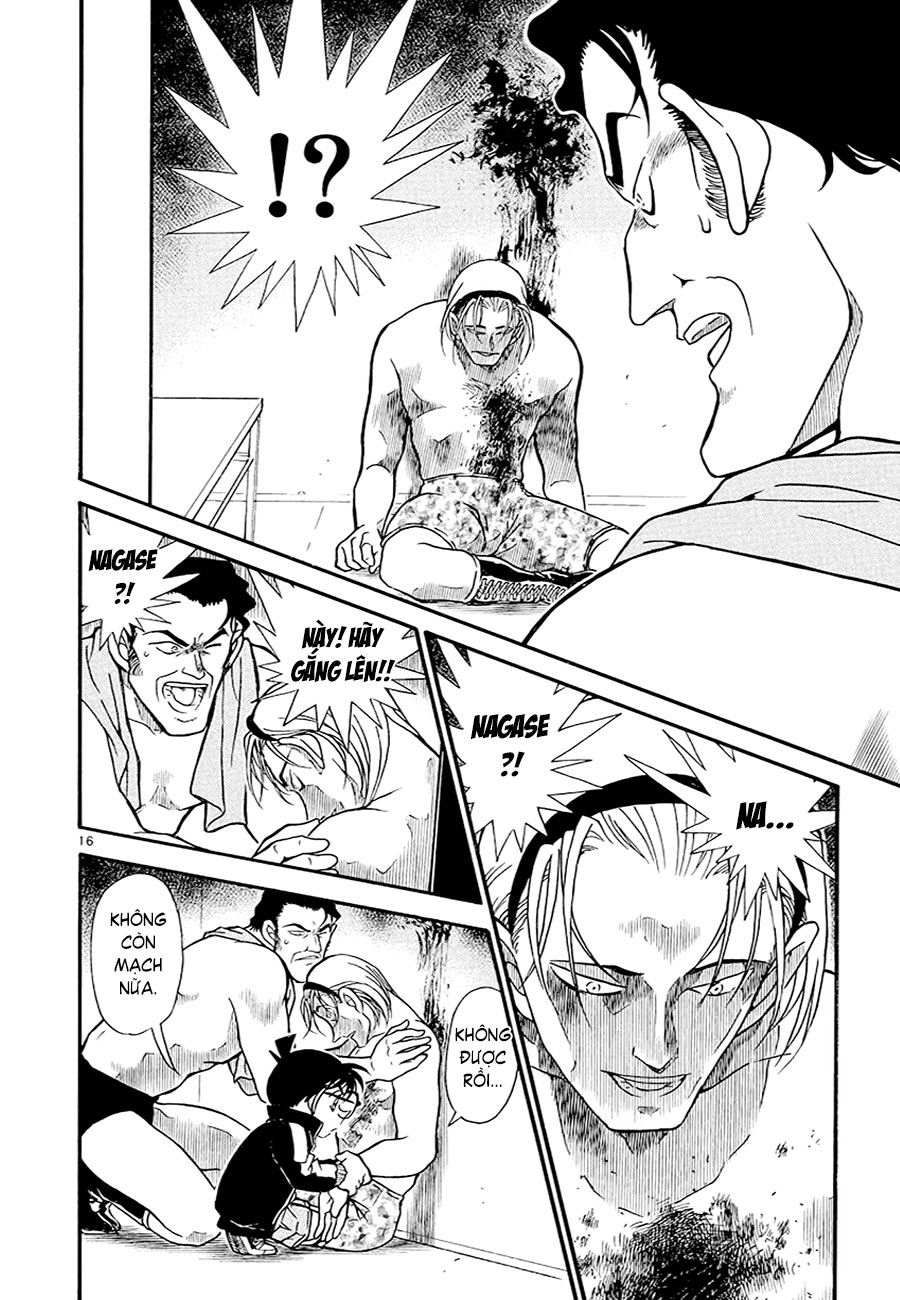 !?
NA...
NAGASE
?!
NÀY! HÃY
GẮNG LÊN!!
NAGASE
?!
16
KHÔNG
ĐƯỢC
RỒI...
KHÔNG
CÒN
MẠCH
NỮA.